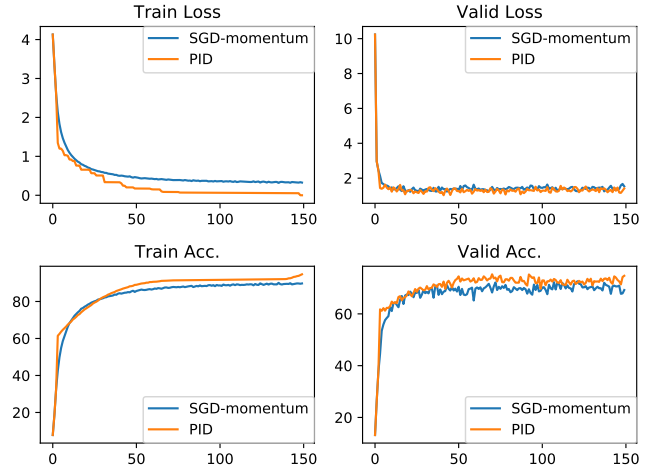 Train Loss
4
3
2
1
0
0 50 100 150
SGD-momentum
PID
Valid Loss
10
8
6
4
2
0 50 100 150
SGD-momentum
PID
Train Acc.
80
60
40
20
0 50 100 150
SGD-momentum
PID
Valid Acc.
60
40
20
0 50 100 150
SGD-momentum
PID